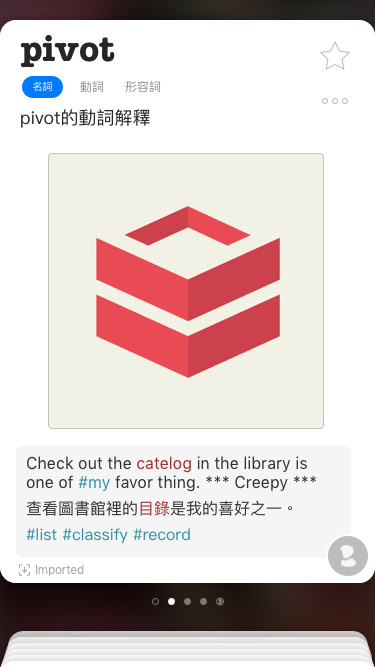 pivot
名詞 動詞 形容詞
pivot的動詞解釋
Check out the catelog in the library is
one of #my favor thing. *** Creepy ***
查看圖書館裡的目錄是我的喜好之一。
#list #classify #record
Imported